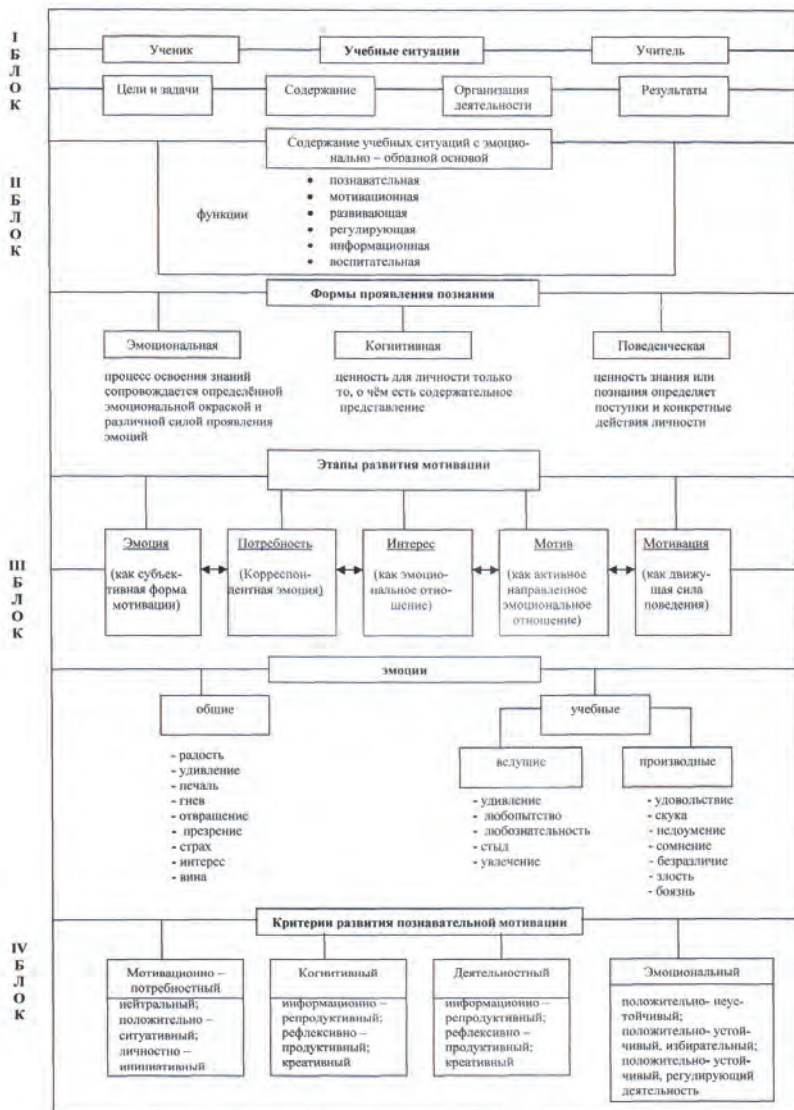 I
Б
Л
О
К
Ученик
Учебные ситуации
Учитель
Цели и задачи
Содержание
Организация
деятельности
Результаты
II
Б
Л
О
К
Содержание учебных ситуаций с эмоцио-
нально – образной основой
функции
• познавательная
• мотивационная
• развивающая
• регулирующая
• информационная
• воспитательная
Формы проявления познания
Эмоциональная
процесс освоения знаний
сопровождается определённой
эмоциональной окраской и
различной силой проявления
эмоций
Когнитивная
ценность для личности только
то, о чём есть содержательное
представление
Поведенческая
ценность знания или
познания определяет
поступки и конкретные
действия личности
III
Б
Л
О
К
Этапы развития мотивации
Эмоция
(как субъек-
тивная форма
мотивации)
Потребность
(Корреспон-
дентная эмоция)
Интерес
(как эмоцио-
нальное отно-
шение)
Мотив
(как активное
направленное
эмоциональное
отношение)
Мотивация
(как движу-
щая сила
поведения)
эмоции
общие
- радость
- удивление
- печаль
- гнев
- отвращение
- презрение
- страх
- интерес
- вина
учебные
ведущие
- удивление
- любопытство
- любознательность
- стыд
- увлечение
производные
- удовольствие
- скука
- недоумение
- сомнение
- безразличие
- злость
- боязнь
IV
Б
Л
О
К
Критерии развития познавательной мотивации
Мотивационно –
потребностный
нейтральный;
положительно –
ситуативный;
личностно –
инициативный
Когнитивный
информационно –
репродуктивный;
рефлексивно –
продуктивный;
креативный
Деятельностный
информационно –
репродуктивный;
рефлексивно –
продуктивный;
креативный
Эмоциональный
положительно- неус-
тойчивый;
положительно- устой-
чивый, избирательный;
положительно- устой-
чивый, регулирующий
деятельность